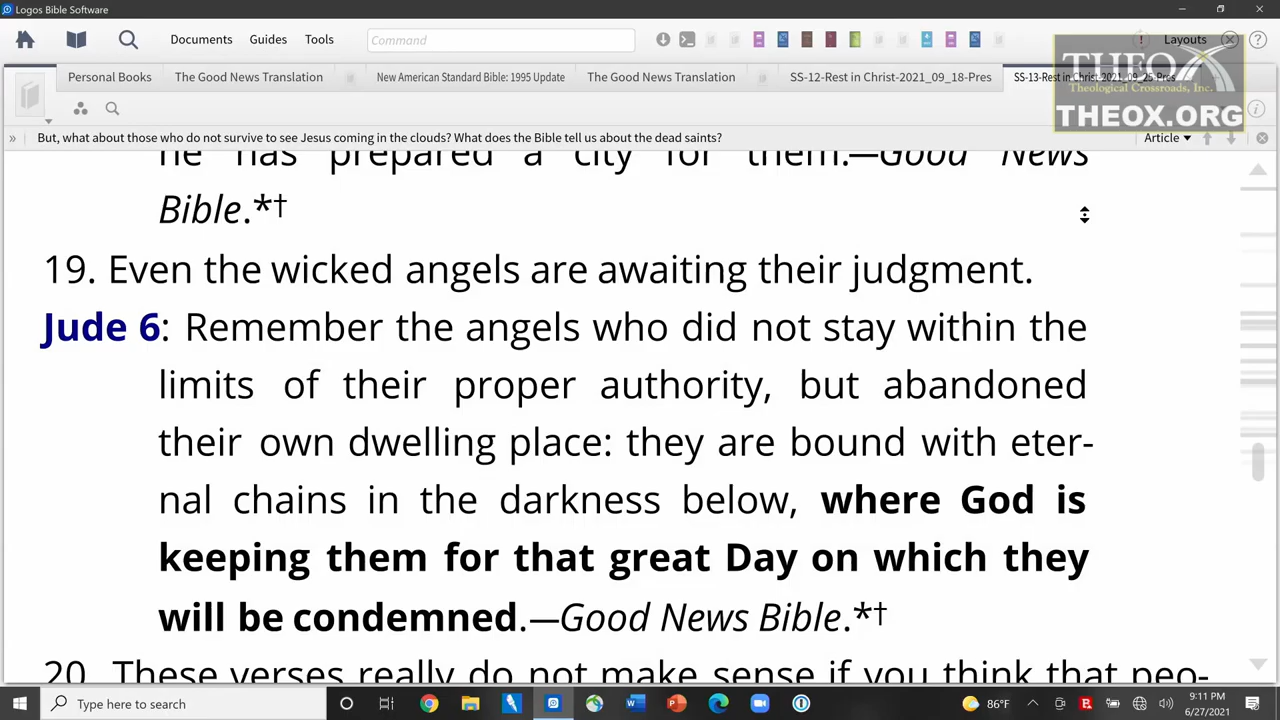 Logos Bible Software
Documents Guides Tools Command Layouts
THEOX
Theological Crossroads, Inc.
THEOX.ORG
Personal Books The Good News Translation New American Standard Bible: 1995 Update The Good News Translation SS-12-Rest in Christ-2021_09_18-Pres SS-13-Rest in Christ-2021_09_25-Pres
» But, what about those who do not survive to see Jesus coming in the clouds? What does the Bible tell us about the dead saints? Article
he has prepared a city for them.—Good News
Bible.*†
19. Even the wicked angels are awaiting their judgment.
Jude 6: Remember the angels who did not stay within the
limits of their proper authority, but abandoned
their own dwelling place: they are bound with eter-
nal chains in the darkness below, where God is
keeping them for that great Day on which they
will be condemned.—Good News Bible.*†
20. These verses really do not make sense if you think that peo-
Type here to search 86°F 9:11 PM
6/27/2021